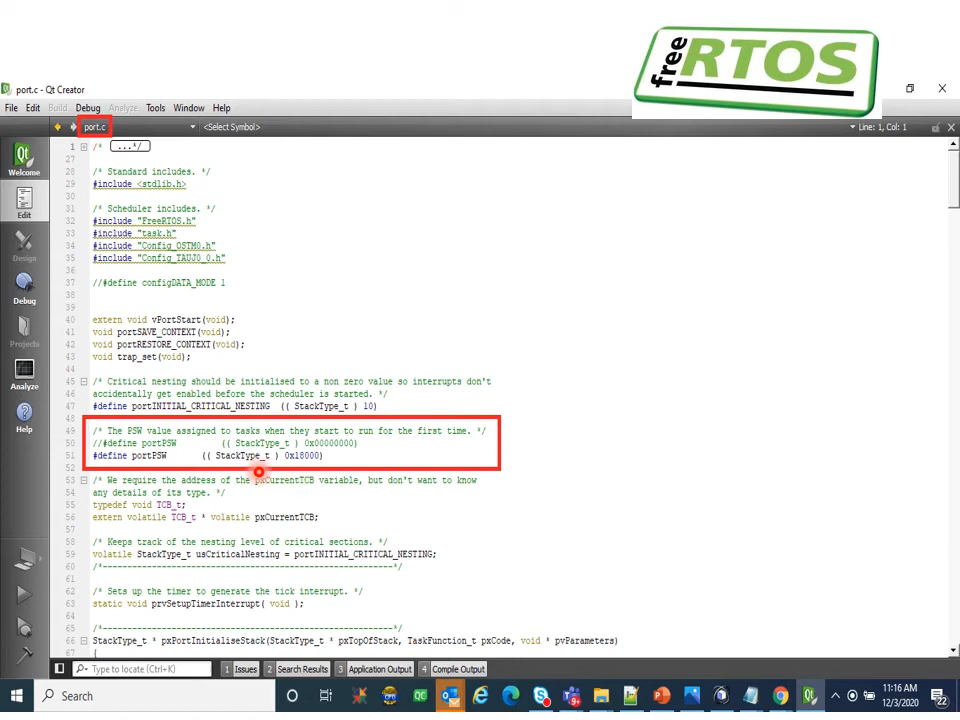 free RTOS
port.c - Qt Creator
File Edit Build Debug Analyze Tools Window Help
port.c <Select Symbol> Line: 1, Col: 1
1 /* ...*/
27
28 /* Standard includes. */
29 #include <stdlib.h>
30
31 /* Scheduler includes. */
32 #include "FreeRTOS.h"
33 #include "task.h"
34 #include "Config_OSTM0.h"
35 #include "Config_TAUJ0_0.h"
36
37 //#define configDATA_MODE 1
38
39
40 extern void vPortStart(void);
41 void portSAVE_CONTEXT(void);
42 void portRESTORE_CONTEXT(void);
43 void trap_set(void);
44
45 /* Critical nesting should be initialised to a non zero value so interrupts don't
46 accidentally get enabled before the scheduler is started. */
47 #define portINITIAL_CRITICAL_NESTING (( StackType_t ) 10)
48
49 /* The PSW value assigned to tasks when they start to run for the first time. */
50 //#define portPSW (( StackType_t ) 0x00000000)
51 #define portPSW (( StackType_t ) 0x18000)
52
53 /* We require the address of the pxCurrentTCB variable, but don't want to know
54 any details of its type. */
55 typedef void TCB_t;
56 extern volatile TCB_t * volatile pxCurrentTCB;
57
58 /* Keeps track of the nesting level of critical sections. */
59 volatile StackType_t usCriticalNesting = portINITIAL_CRITICAL_NESTING;
60 /*-----------------------------------------------------------*/
61
62 /* Sets up the timer to generate the tick interrupt. */
63 static void prvSetupTimerInterrupt( void );
64
65 /*-----------------------------------------------------------*/
66 StackType_t * pxPortInitialiseStack(StackType_t * pxTopOfStack, TaskFunction_t pxCode, void * pvParameters)
67 {
Qt
Welcome
Edit
Design
Debug
Projects
Analyze
Help
Type to locate (Ctrl+K) 1 Issues 2 Search Results 3 Application Output 4 Compile Output
Search
11:16 AM
12/3/2020
22